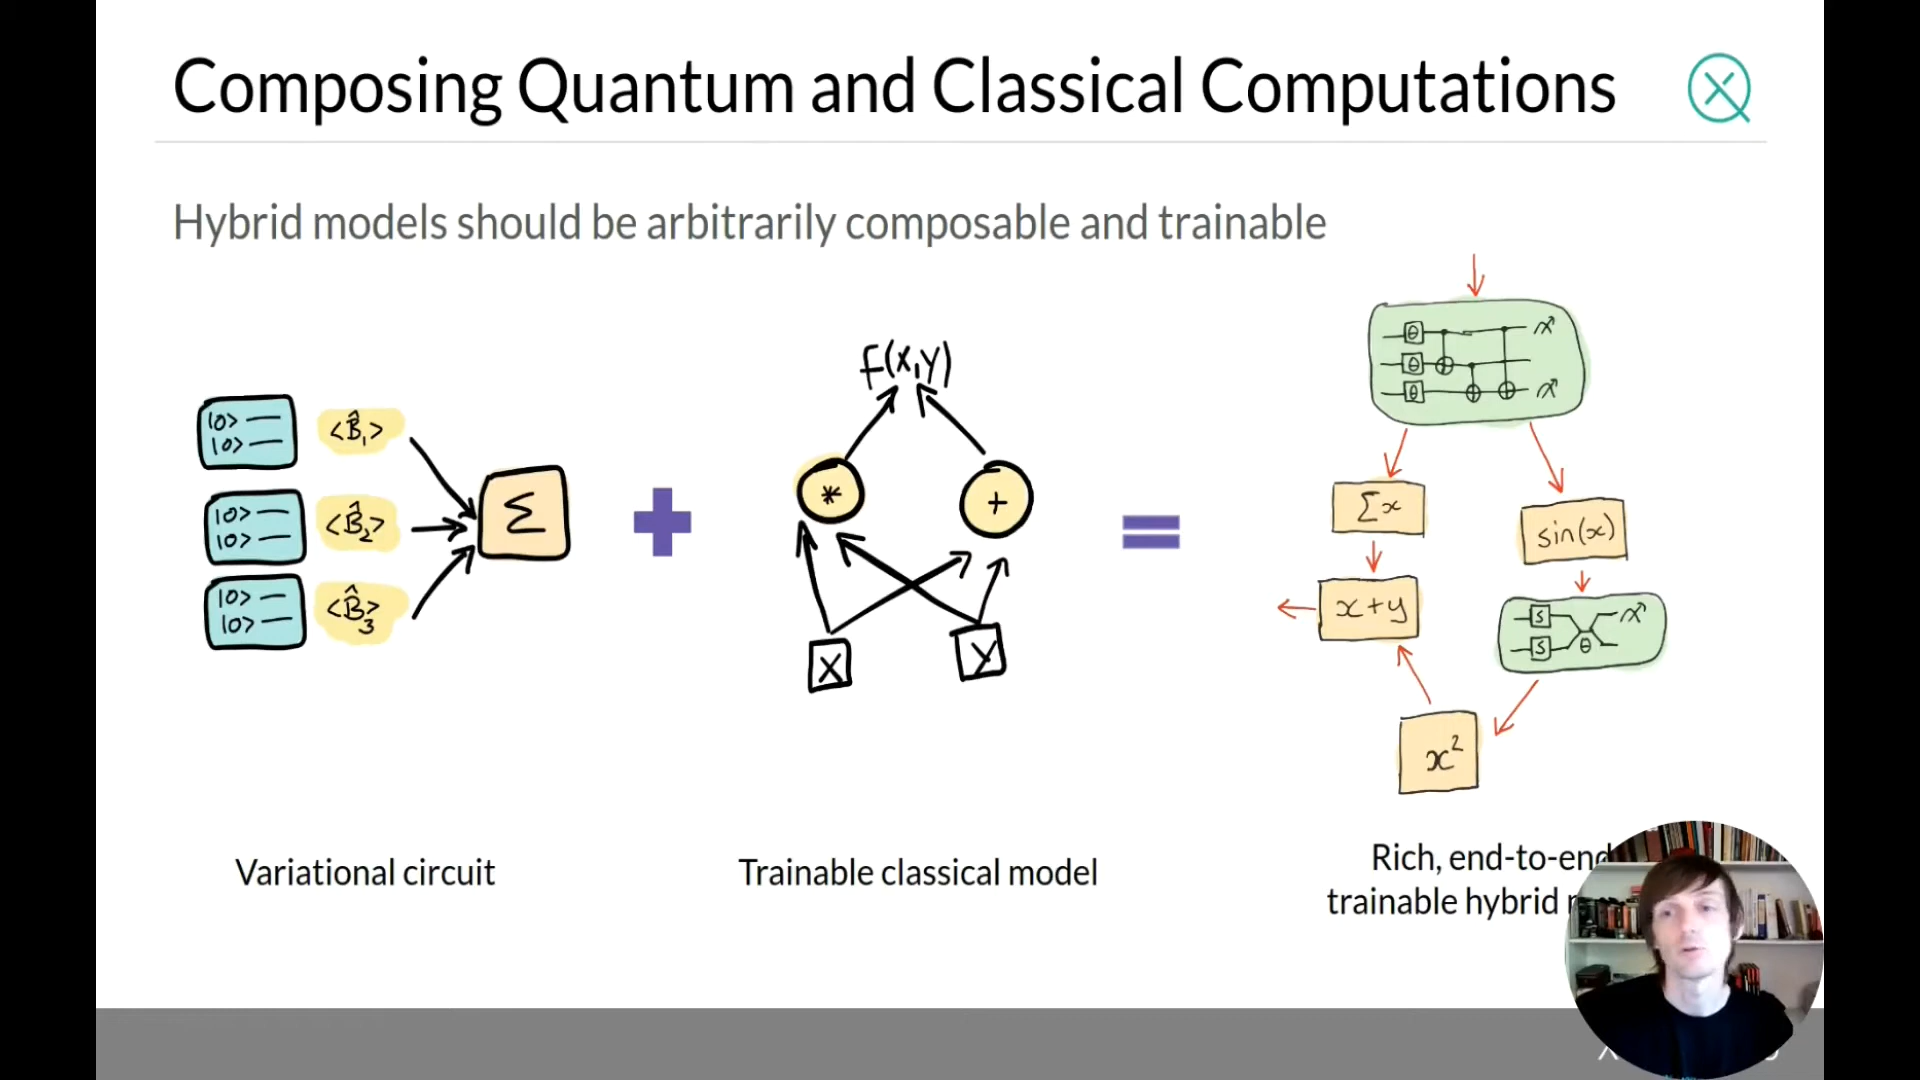 Composing Quantum and Classical Computations
Hybrid models should be arbitrarily composable and trainable
|0>
|0>
<B̂₁>
|0>
|0>
<B̂₂>
|0>
|0>
<B̂₃>
Σ
+
f(x,y)
*
+
X
Y
=
θ
θ
θ
Σx
sin(x)
x+y
S
S
θ
x²
Variational circuit
Trainable classical model
Rich, end-to-end
trainable hybrid